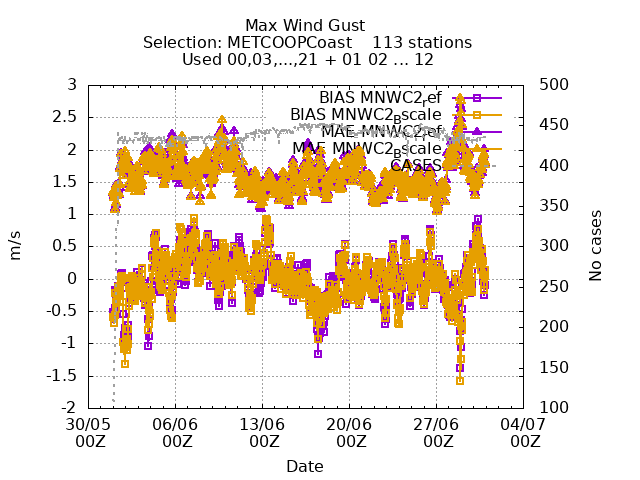 Max Wind Gust
Selection: METCOOPCoast 113 stations
Used 00,03,...,21 + 01 02 ... 12
BIAS MNWC2_ref
BIAS MNWC2_Bscale
MAE MNWC2_ref
MAE MNWC2_Bscale
CASES
3
2.5
2
1.5
1
0.5
0
-0.5
-1
-1.5
-2
500
450
400
350
300
250
200
150
100
m/s
No cases
30/05 06/06 13/06 20/06 27/06 04/07
00Z 00Z 00Z 00Z 00Z 00Z
Date